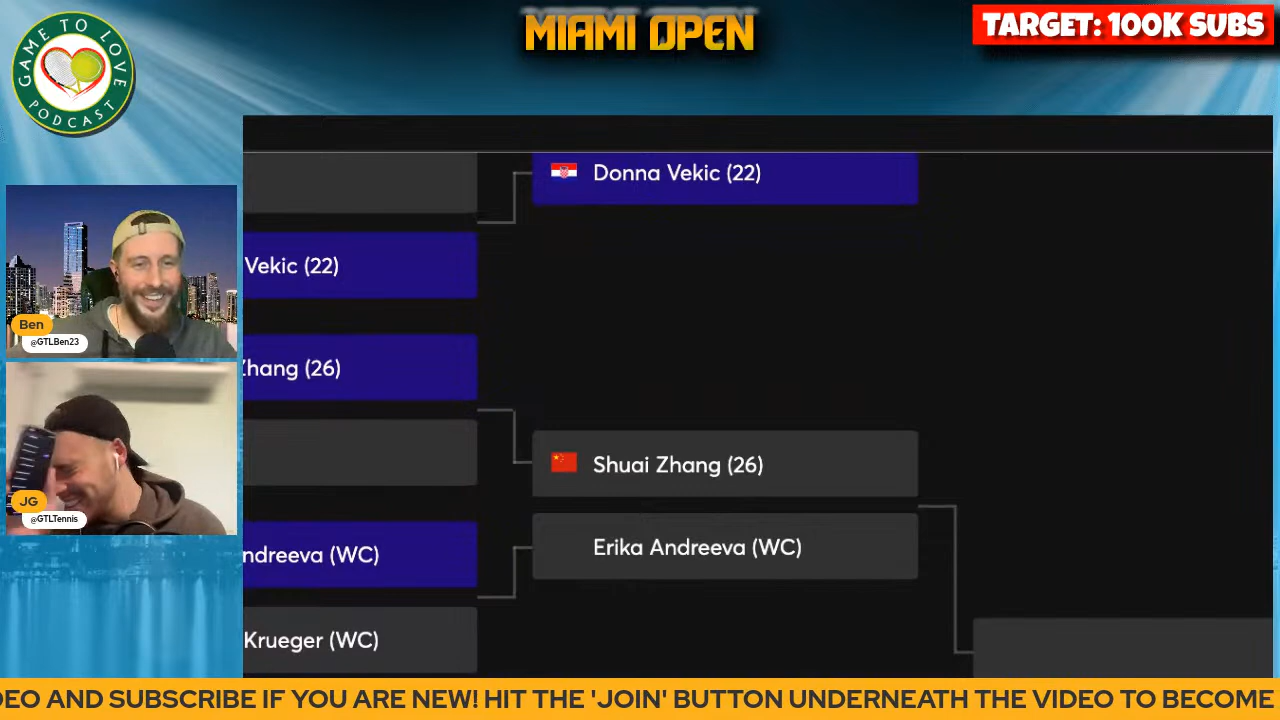 GAME TO LOVE
PODCAST
MIAMI OPEN
TARGET: 100K SUBS
Donna Vekic (22)
Vekic (22)
Zhang (26)
Shuai Zhang (26)
Erika Andreeva (WC)
ndreeva (WC)
Krueger (WC)
Ben
@GTLBen23
JG
@GTLTennis
DEO AND SUBSCRIBE IF YOU ARE NEW! HIT THE 'JOIN' BUTTON UNDERNEATH THE VIDEO TO BECOME